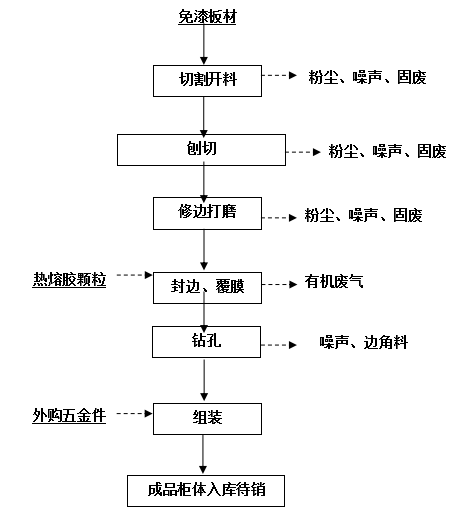 免漆板材
切割开料
粉尘、噪声、固废
刨切
粉尘、噪声、固废
修边打磨
粉尘、噪声、固废
热熔胶颗粒
封边、覆膜
有机废气
钻孔
噪声、边角料
外购五金件
组装
成品柜体入库待销